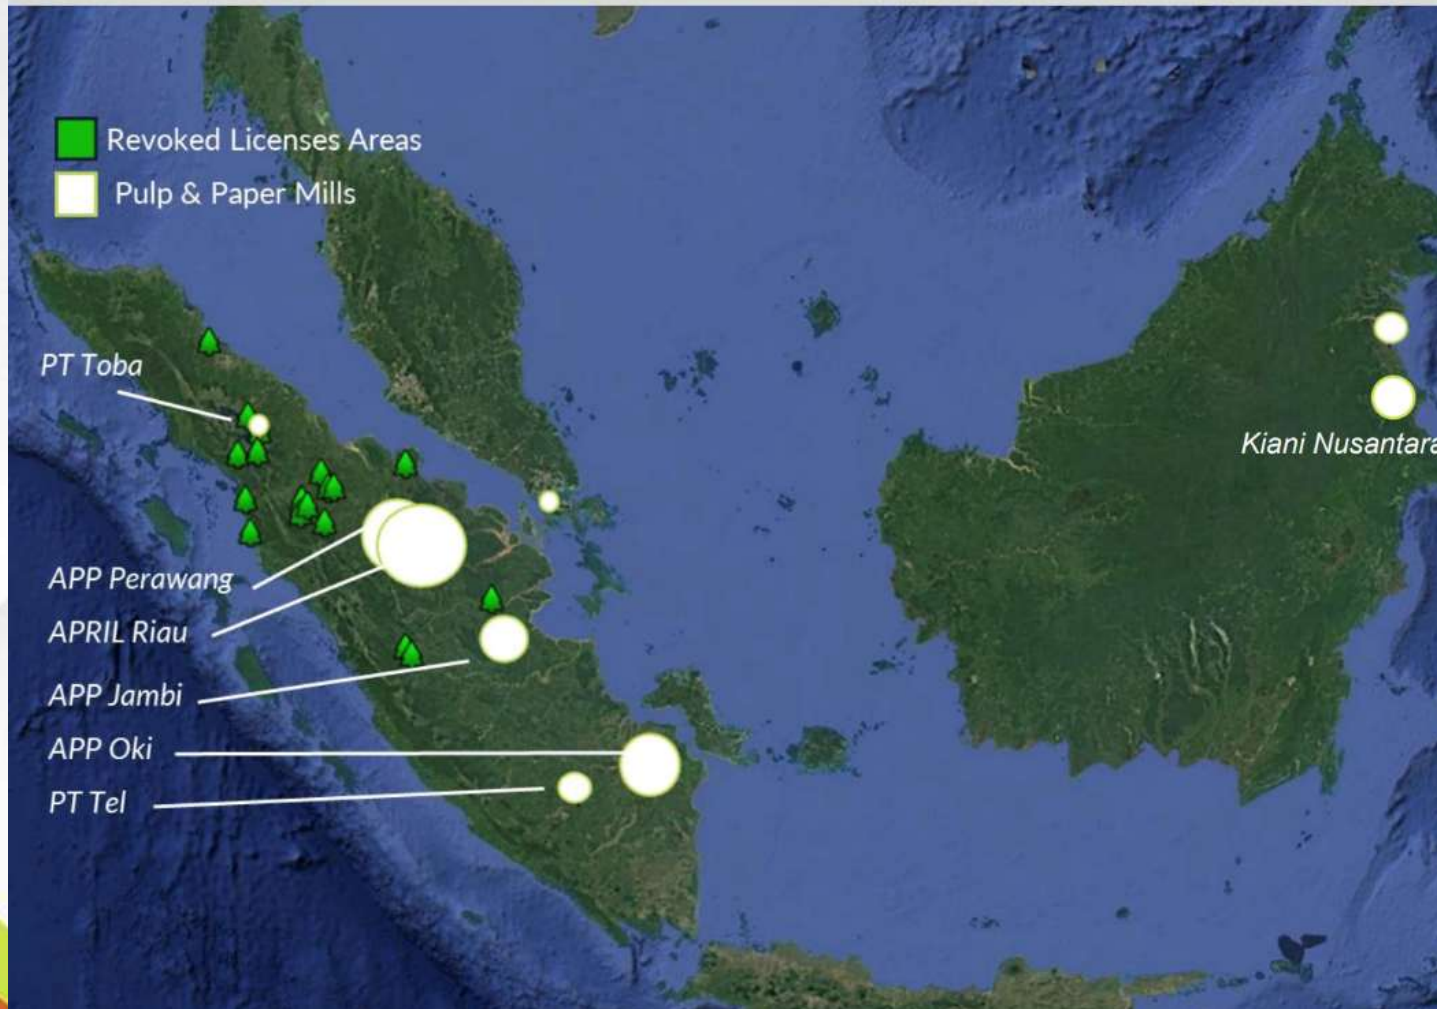 Revoked Licenses Areas
Pulp & Paper Mills
PT Toba
Kiani Nusantara
APP Perawang
APRIL Riau
APP Jambi
APP Oki
PT Tel